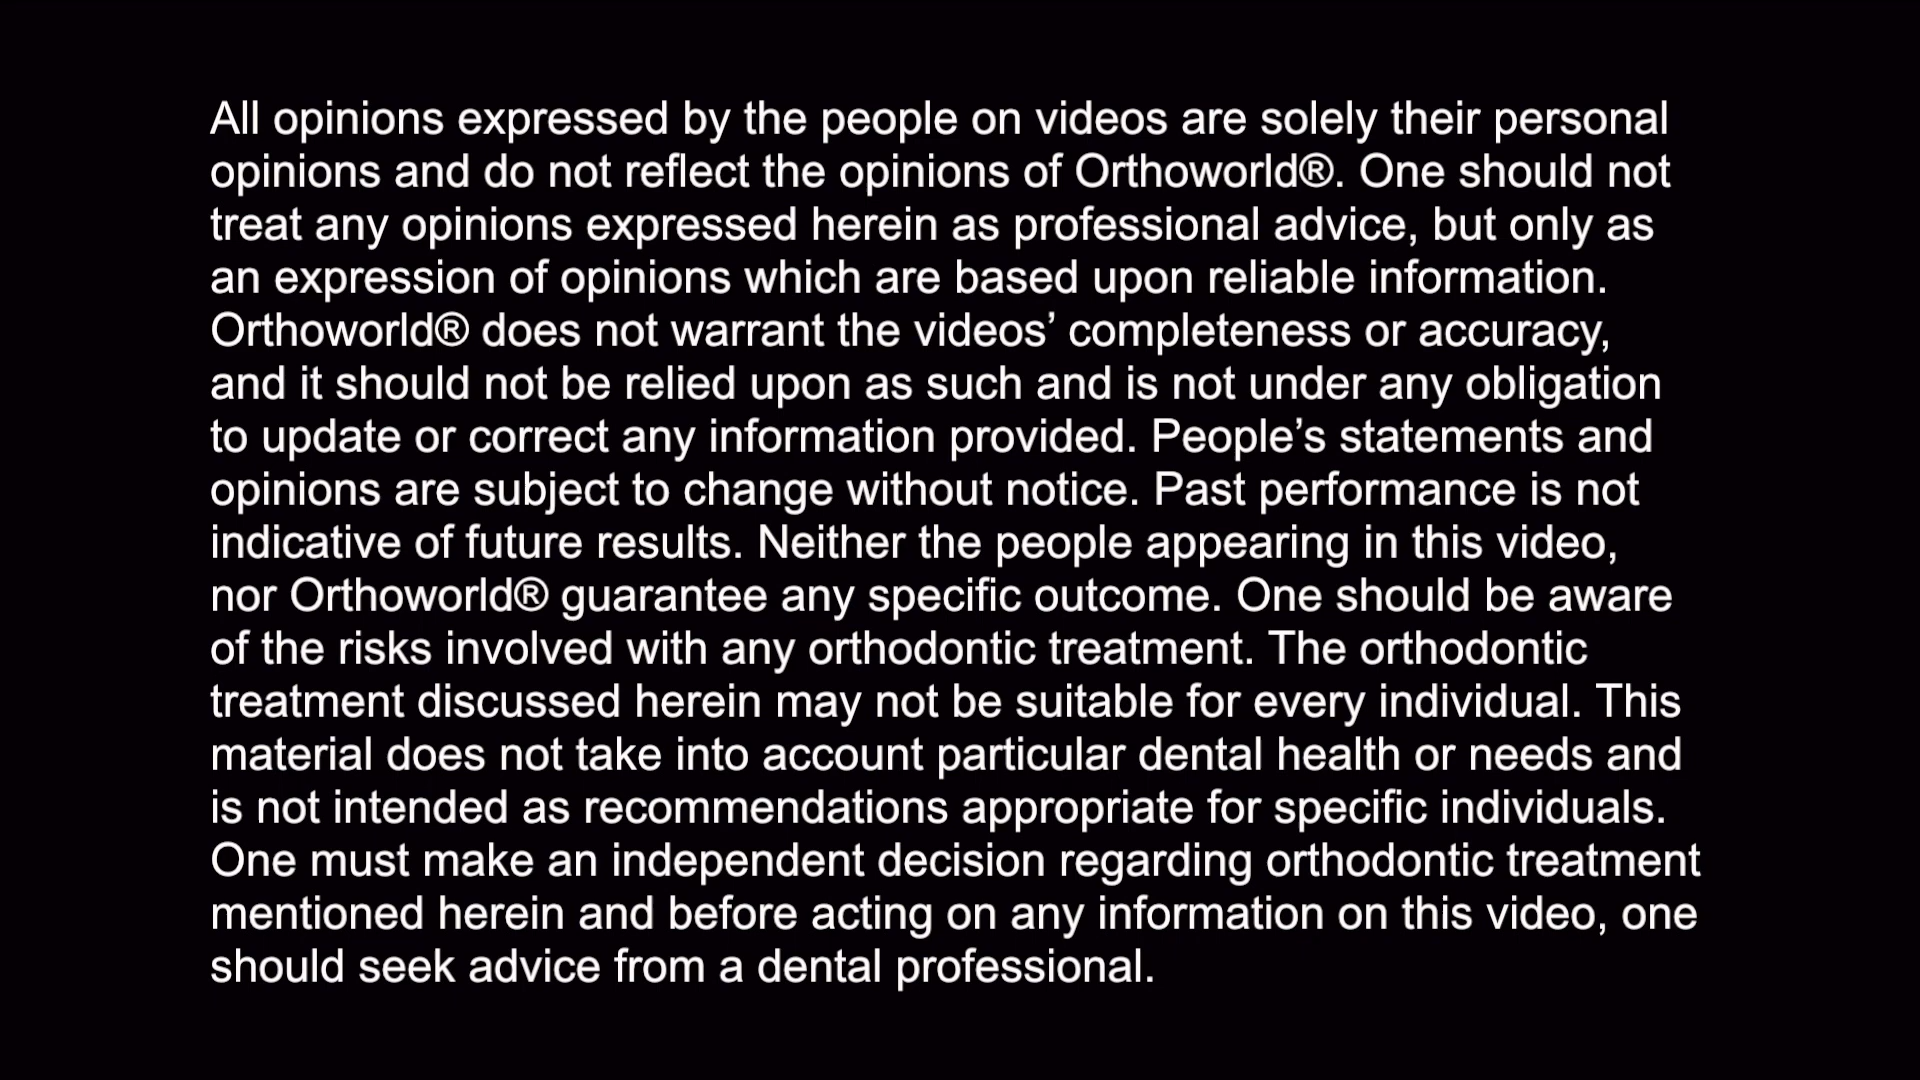 All opinions expressed by the people on videos are solely their personal
opinions and do not reflect the opinions of Orthoworld®. One should not
treat any opinions expressed herein as professional advice, but only as
an expression of opinions which are based upon reliable information.
Orthoworld® does not warrant the videos’ completeness or accuracy,
and it should not be relied upon as such and is not under any obligation
to update or correct any information provided. People’s statements and
opinions are subject to change without notice. Past performance is not
indicative of future results. Neither the people appearing in this video,
nor Orthoworld® guarantee any specific outcome. One should be aware
of the risks involved with any orthodontic treatment. The orthodontic
treatment discussed herein may not be suitable for every individual. This
material does not take into account particular dental health or needs and
is not intended as recommendations appropriate for specific individuals.
One must make an independent decision regarding orthodontic treatment
mentioned herein and before acting on any information on this video, one
should seek advice from a dental professional.